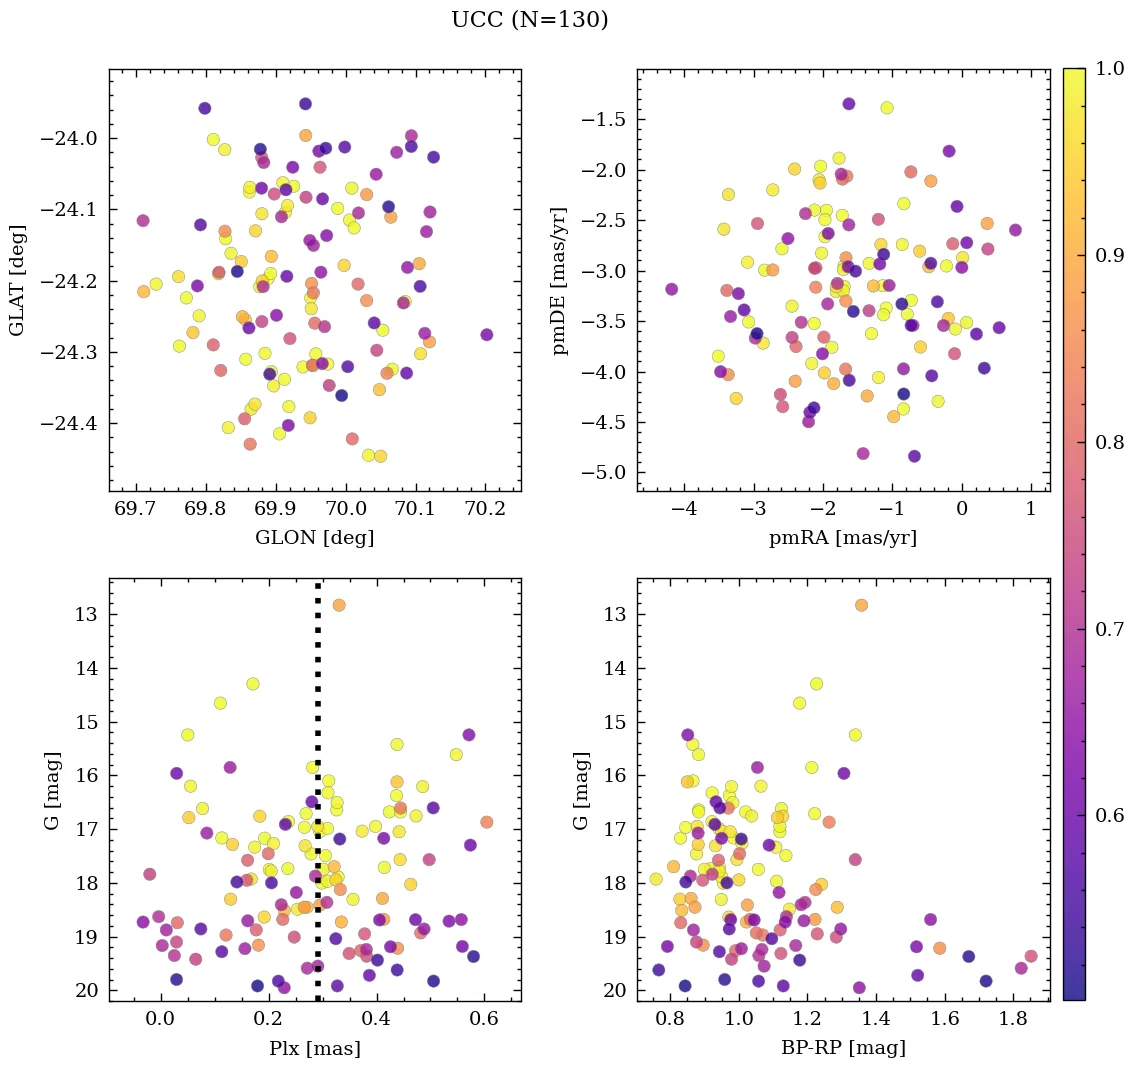 UCC (N=130)
−24.0
−24.1
−24.2
−24.3
−24.4
GLAT [deg]
69.7 69.8 69.9 70.0 70.1 70.2
GLON [deg]
−1.5
−2.0
−2.5
−3.0
−3.5
−4.0
−4.5
−5.0
pmDE [mas/yr]
−4 −3 −2 −1 0 1
pmRA [mas/yr]
1.0
0.9
0.8
0.7
0.6
13
14
15
16
17
18
19
20
G [mag]
0.0 0.2 0.4 0.6
Plx [mas]
13
14
15
16
17
18
19
20
G [mag]
0.8 1.0 1.2 1.4 1.6 1.8
BP-RP [mag]